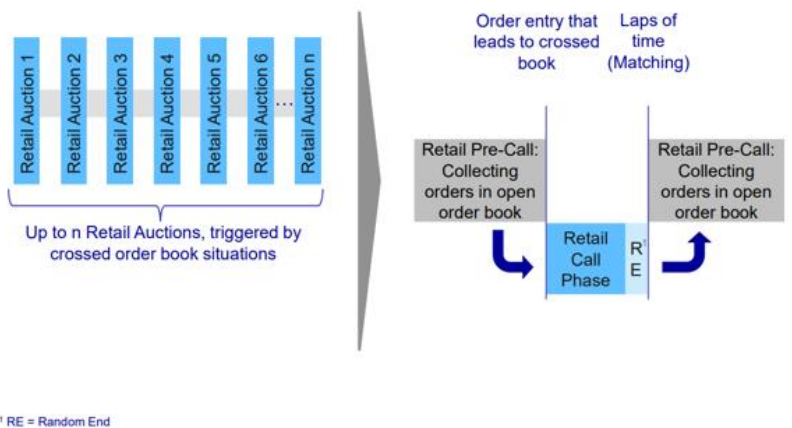 Retail Auction 1
Retail Auction 2
Retail Auction 3
Retail Auction 4
Retail Auction 5
Retail Auction 6
...
Retail Auction n
Up to n Retail Auctions, triggered by
crossed order book situations
Order entry that
leads to crossed
book
Laps of
time
(Matching)
Retail Pre-Call:
Collecting
orders in open
order book
Retail
Call
Phase
R¹
E
Retail Pre-Call:
Collecting
orders in open
order book
¹ RE = Random End